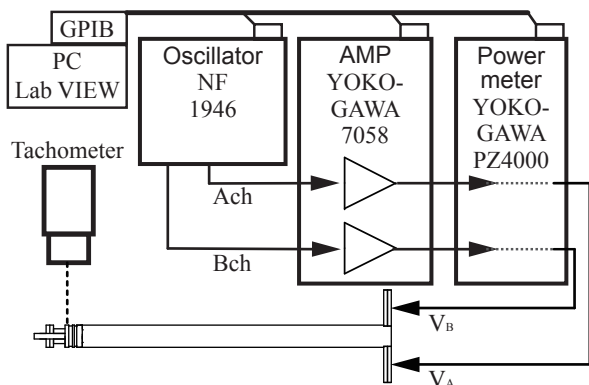 GPIB
PC
Lab VIEW
Oscillator
NF
1946
AMP
YOKO-
GAWA
7058
Power
meter
YOKO-
GAWA
PZ4000
Tachometer
Ach
Bch
VB
VA